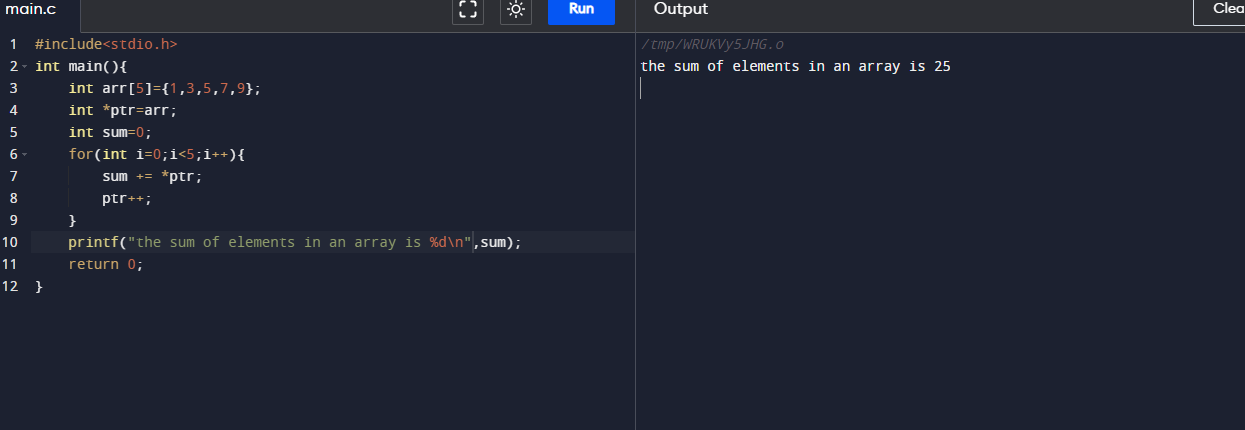 main.c
Run
Output
Clea
1 #include<stdio.h>
2 int main(){
3     int arr[5]={1,3,5,7,9};
4     int *ptr=arr;
5     int sum=0;
6     for(int i=0;i<5;i++){
7         sum += *ptr;
8         ptr++;
9     }
10     printf("the sum of elements in an array is %d\n",sum);
11     return 0;
12 }
/tmp/WRUKVy5JHG.o
the sum of elements in an array is 25